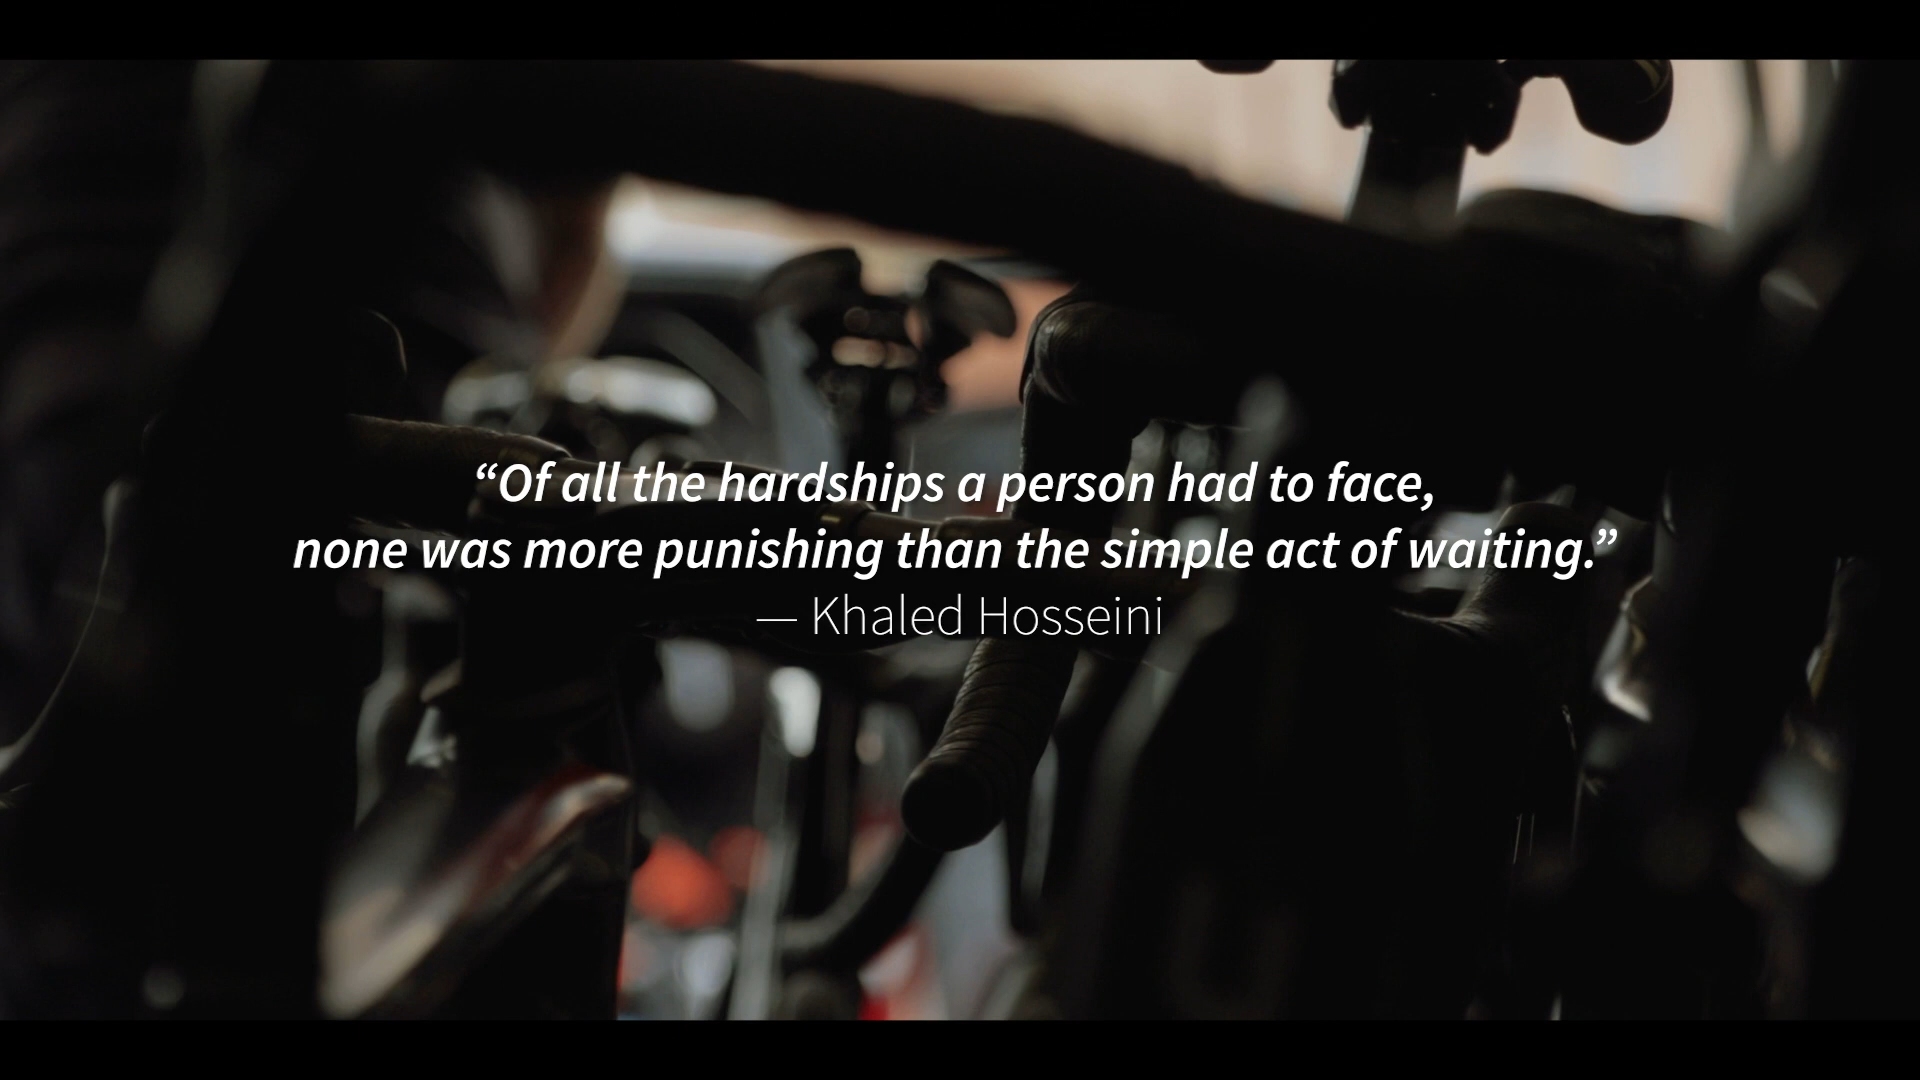 “Of all the hardships a person had to face,
none was more punishing than the simple act of waiting.”
— Khaled Hosseini